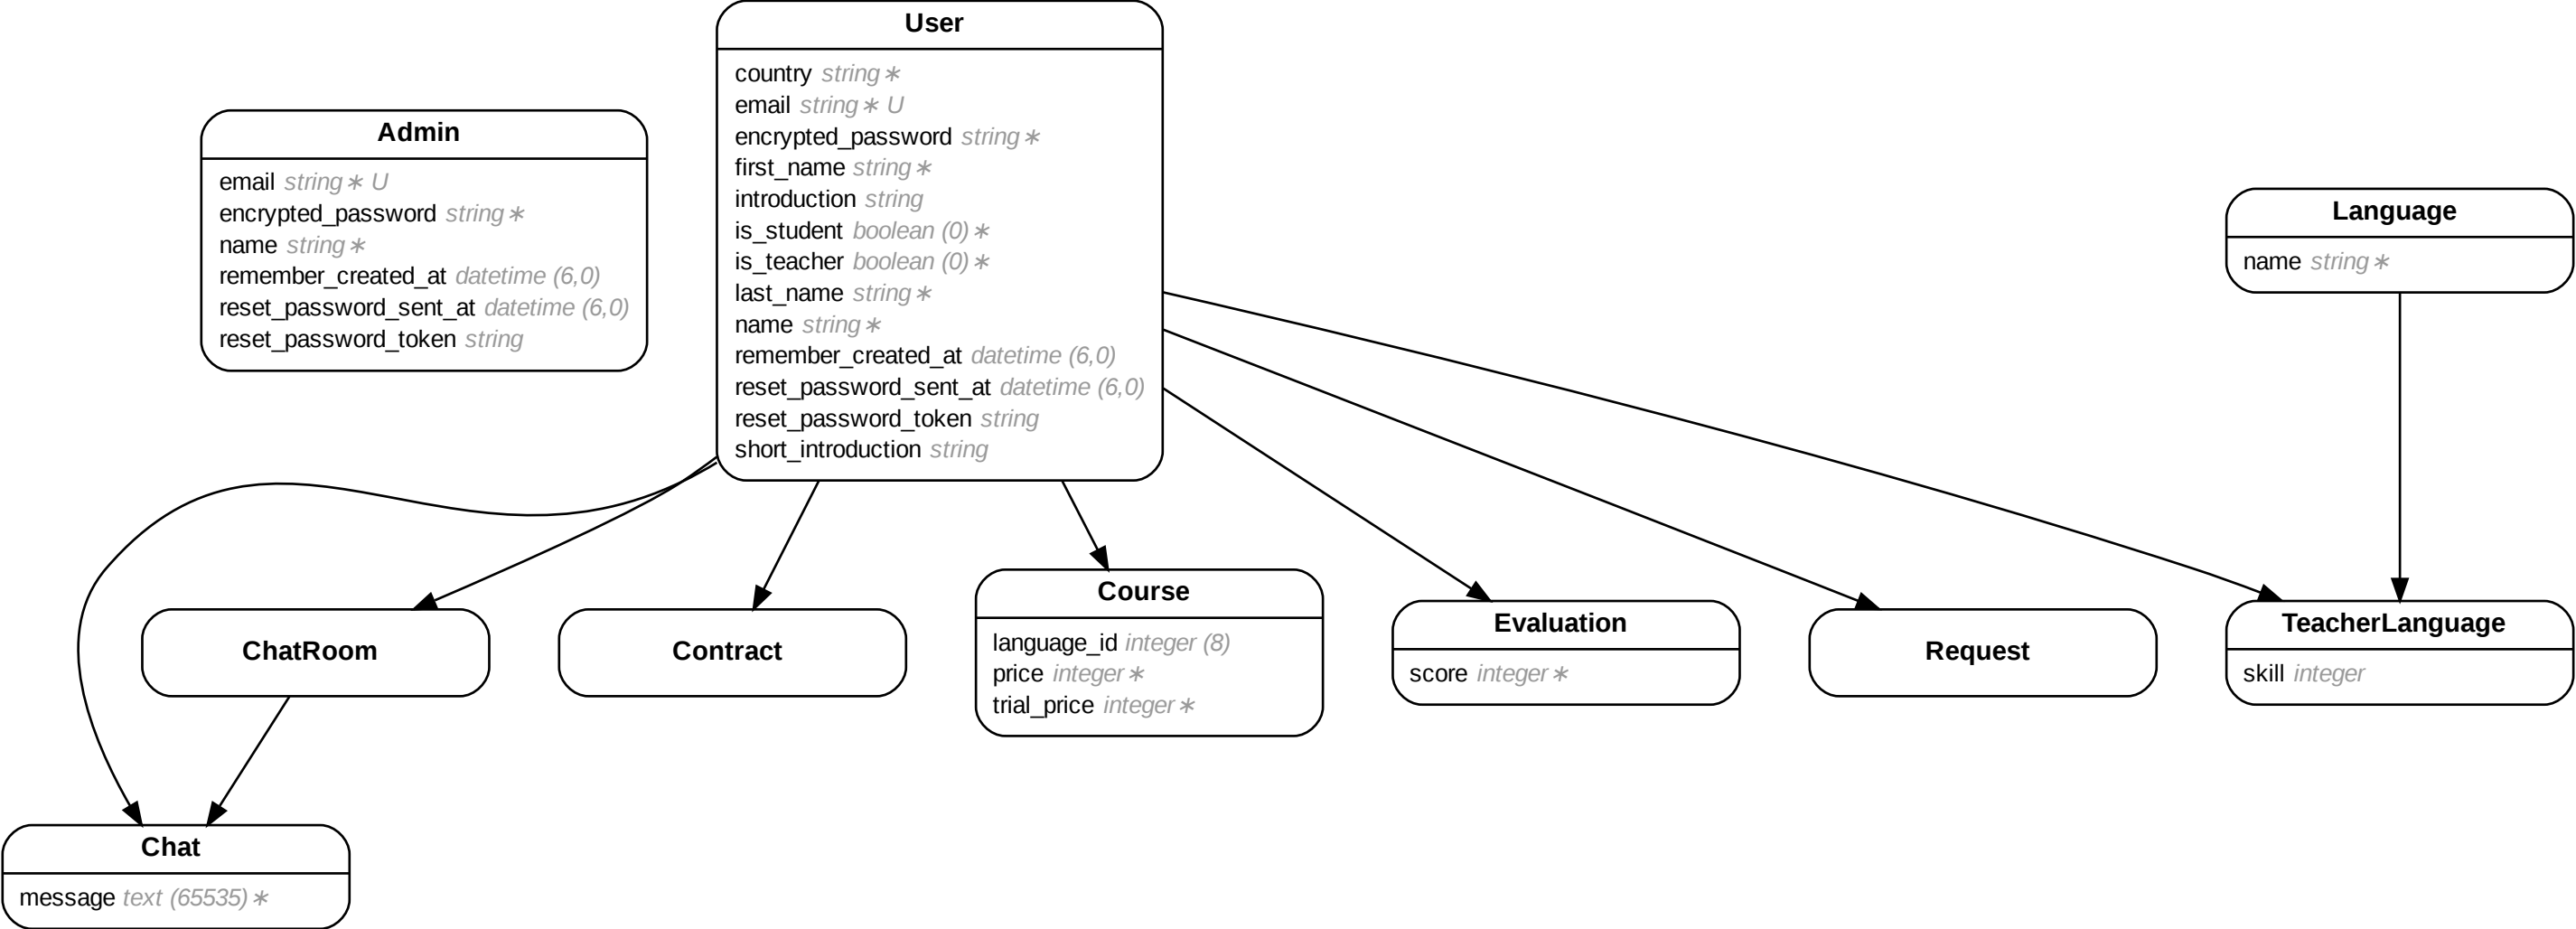 User
country string ∗
email string ∗ U
encrypted_password string ∗
first_name string ∗
introduction string
is_student boolean (0) ∗
is_teacher boolean (0) ∗
last_name string ∗
name string ∗
remember_created_at datetime (6,0)
reset_password_sent_at datetime (6,0)
reset_password_token string
short_introduction string
Admin
email string ∗ U
encrypted_password string ∗
name string ∗
remember_created_at datetime (6,0)
reset_password_sent_at datetime (6,0)
reset_password_token string
Language
name string ∗
ChatRoom
Contract
Course
language_id integer (8)
price integer ∗
trial_price integer ∗
Evaluation
score integer ∗
Request
TeacherLanguage
skill integer
Chat
message text (65535) ∗